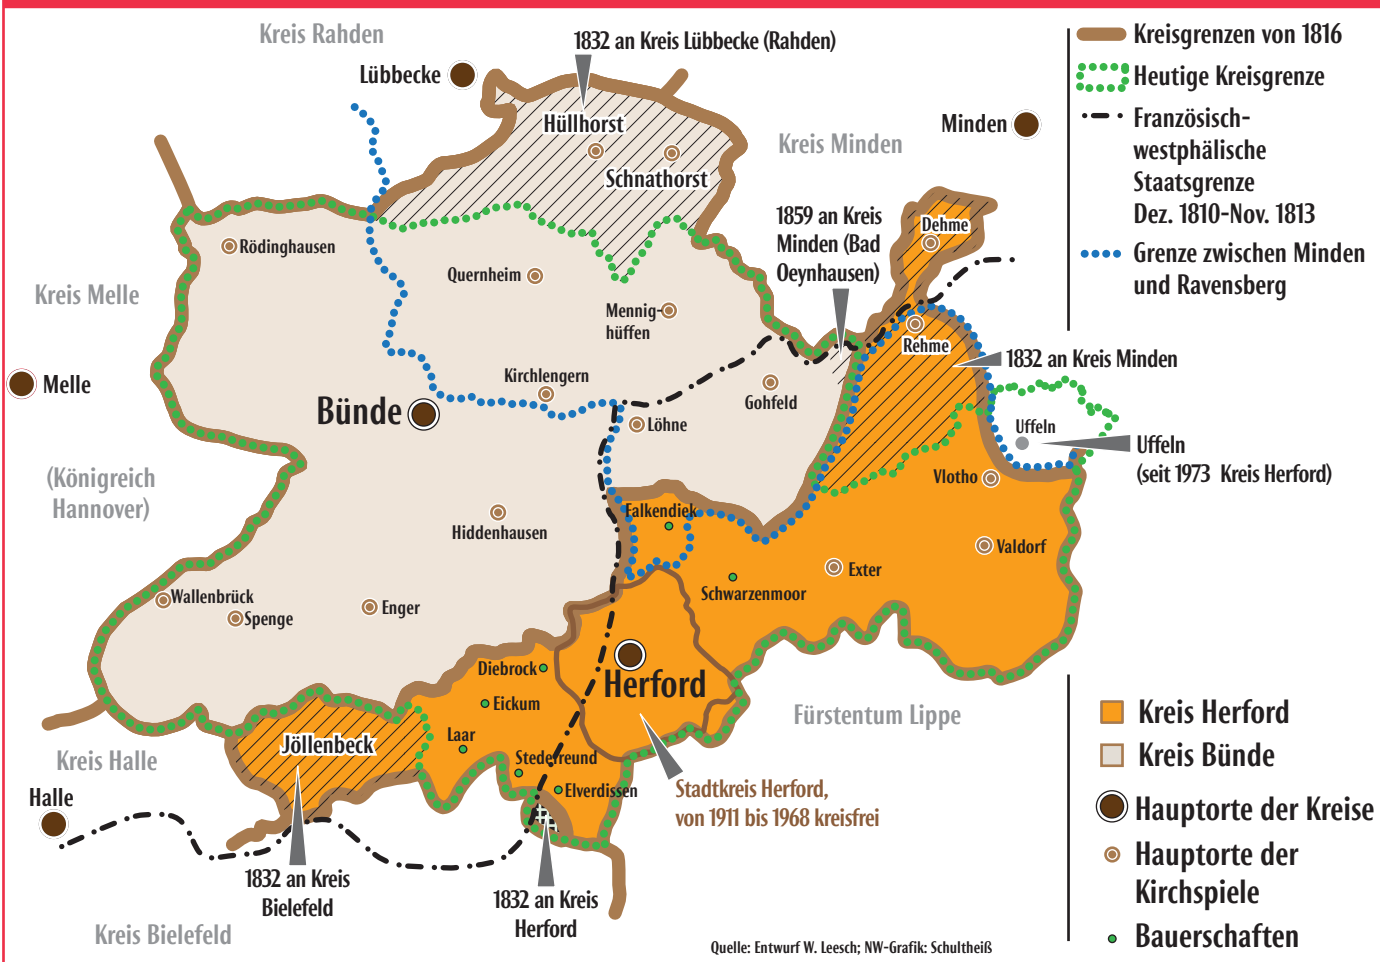 Kreis Rahden
1832 an Kreis Lübbecke (Rahden)
Lübbecke
Hüllhorst
Schnathorst
Kreis Minden
Minden
Kreisgrenzen von 1816
Heutige Kreisgrenze
Französisch-
westphälische
Staatsgrenze
Dez. 1810-Nov. 1813
Grenze zwischen Minden
und Ravensberg
1859 an Kreis
Minden (Bad
Oeynhausen)
Dehme
Rödinghausen
Quernheim
Kreis Melle
Mennig-
hüffen
Rehme
1832 an Kreis Minden
Melle
Kirchlengern
Bünde
Gohfeld
Löhne
Uffeln
Uffeln
(seit 1973 Kreis Herford)
(Königreich
Hannover)
Vlotho
Falkendiek
Hiddenhausen
Valdorf
Exter
Schwarzenmoor
Wallenbrück
Spenge
Enger
Diebrock
Herford
Eickum
Fürstentum Lippe
Laar
Jöllenbeck
Stederfreund
Elverdissen
Kreis Halle
Halle
Stadtkreis Herford,
von 1911 bis 1968 kreisfrei
Kreis Herford
Kreis Bünde
Hauptorte der Kreise
Hauptorte der
Kirchspiele
Bauerschaften
1832 an Kreis
Bielefeld
1832 an Kreis
Herford
Kreis Bielefeld
Quelle: Entwurf W. Leesch; NW-Grafik: Schultheiß